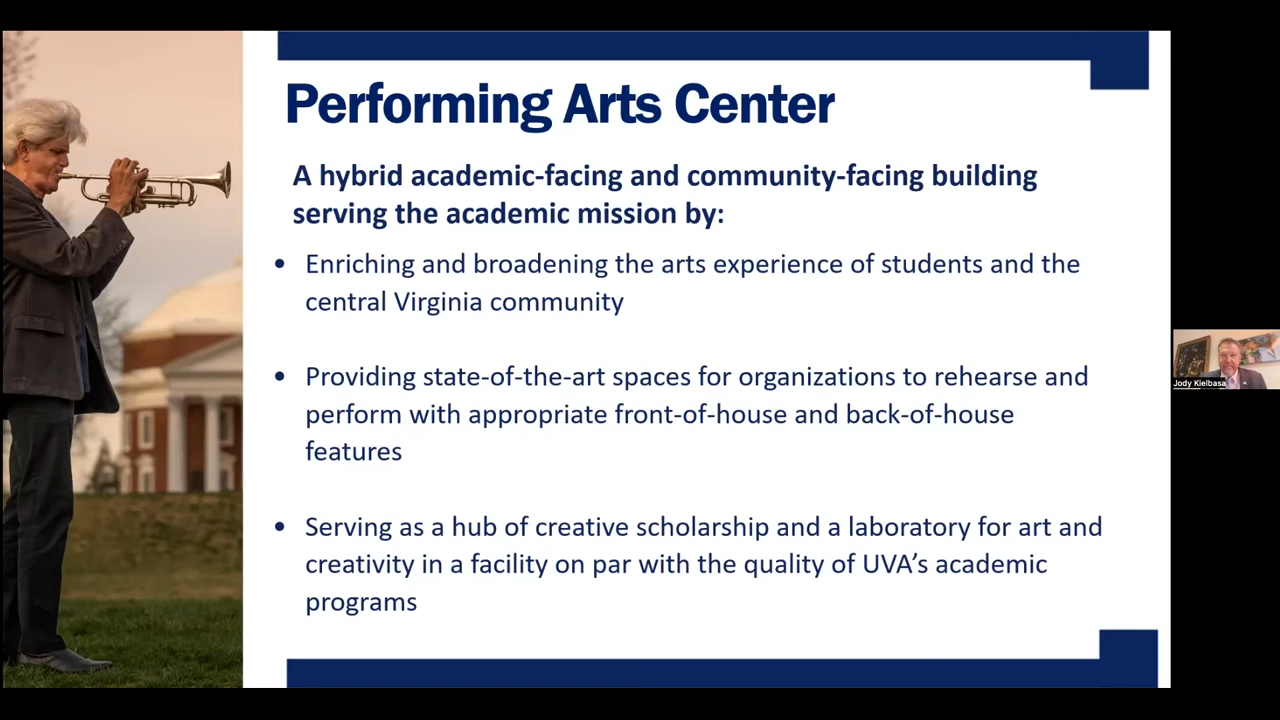 Performing Arts Center
A hybrid academic-facing and community-facing building
serving the academic mission by:
• Enriching and broadening the arts experience of students and the
central Virginia community
• Providing state-of-the-art spaces for organizations to rehearse and
perform with appropriate front-of-house and back-of-house
features
• Serving as a hub of creative scholarship and a laboratory for art and
creativity in a facility on par with the quality of UVA’s academic
programs
Jody Kielbasa